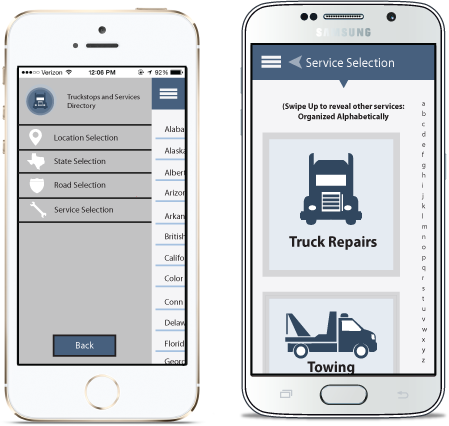 Verizon 12:06 PM 92%
Truckstops and Services
Directory
Location Selection
State Selection
Road Selection
Service Selection
Back
Alaba
Alaska
Albert
Arizon
Arkan
British
Califo
Color
Conn
Delaw
Florid
Georg
SAMSUNG
Service Selection
(Swipe Up to reveal other services:
Organized Alphabetically
Truck Repairs
Towing
a
b
c
d
e
f
g
h
i
j
k
l
m
n
o
p
q
r
s
t
u
v
w
x
y
z